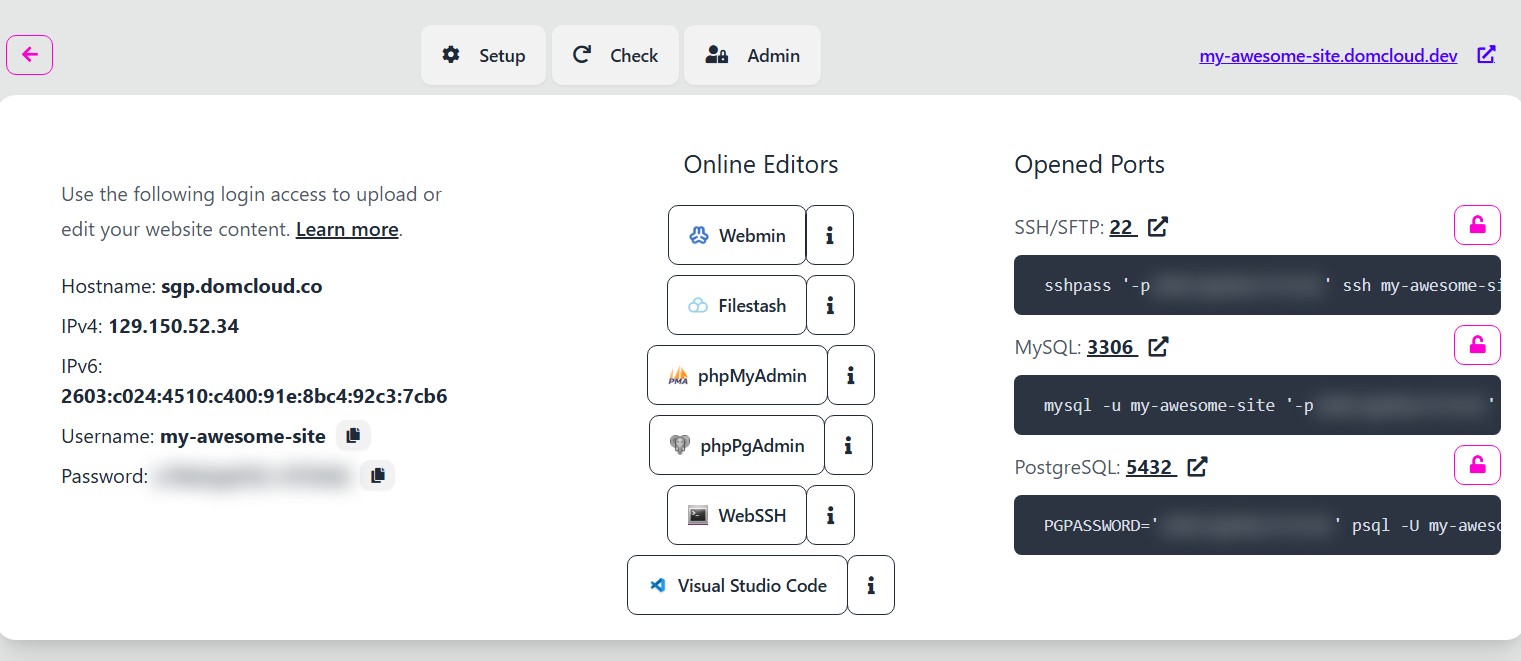 Setup
Check
Admin
my-awesome-site.domcloud.dev
Use the following login access to upload or
edit your website content. Learn more.
Hostname: sgp.domcloud.co
IPv4: 129.150.52.34
IPv6:
2603:c024:4510:c400:91e:8bc4:92c3:7cb6
Username: my-awesome-site
Password:
Online Editors
Webmin
Filestash
PMA phpMyAdmin
phpPgAdmin
WebSSH
Visual Studio Code
Opened Ports
SSH/SFTP: 22
sshpass '-p ' ssh my-awesome-si
MySQL: 3306
mysql -u my-awesome-site '-p '
PostgreSQL: 5432
PGPASSWORD=' ' psql -U my-aweso